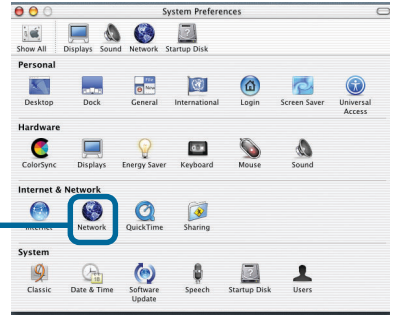 System Preferences
Show All Displays Sound Network Startup Disk
Personal
Desktop Dock General International Login Screen Saver Universal Access
Hardware
ColorSync Displays Energy Saver Keyboard Mouse Sound
Internet & Network
Internet Network QuickTime Sharing
System
Classic Date & Time Software Update Speech Startup Disk Users